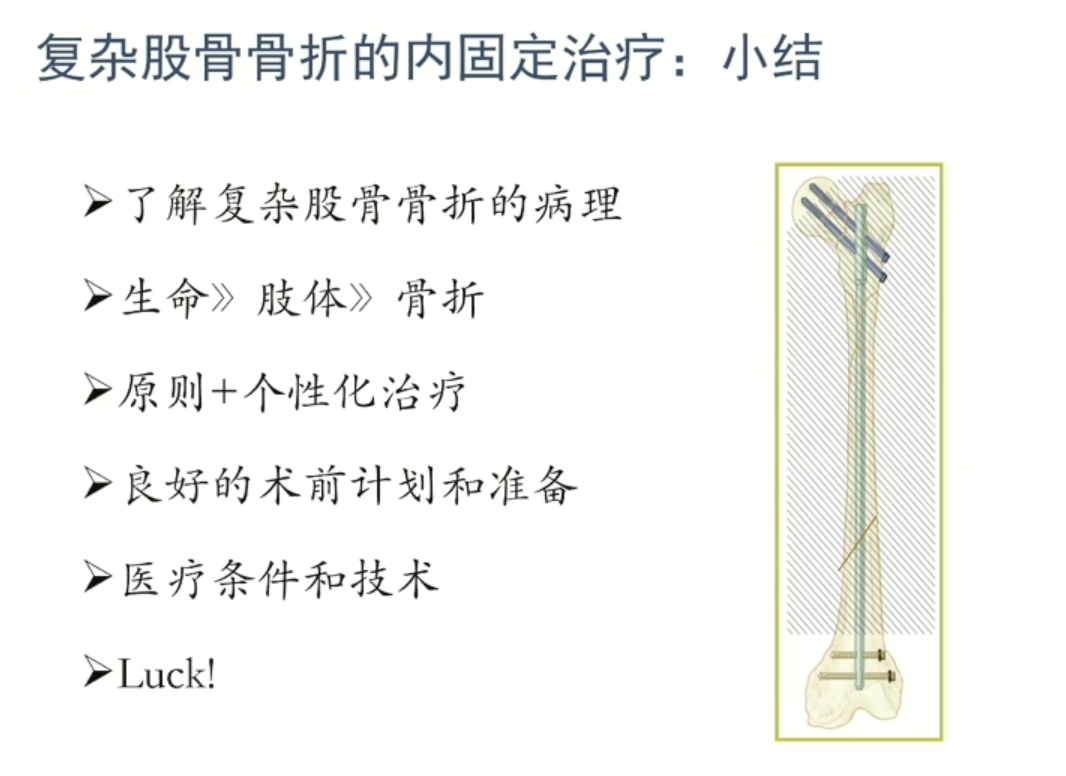 复杂股骨骨折的内固定治疗：小结
➢了解复杂股骨骨折的病理
➢生命》肢体》骨折
➢原则+个性化治疗
➢良好的术前计划和准备
➢医疗条件和技术
➢Luck!